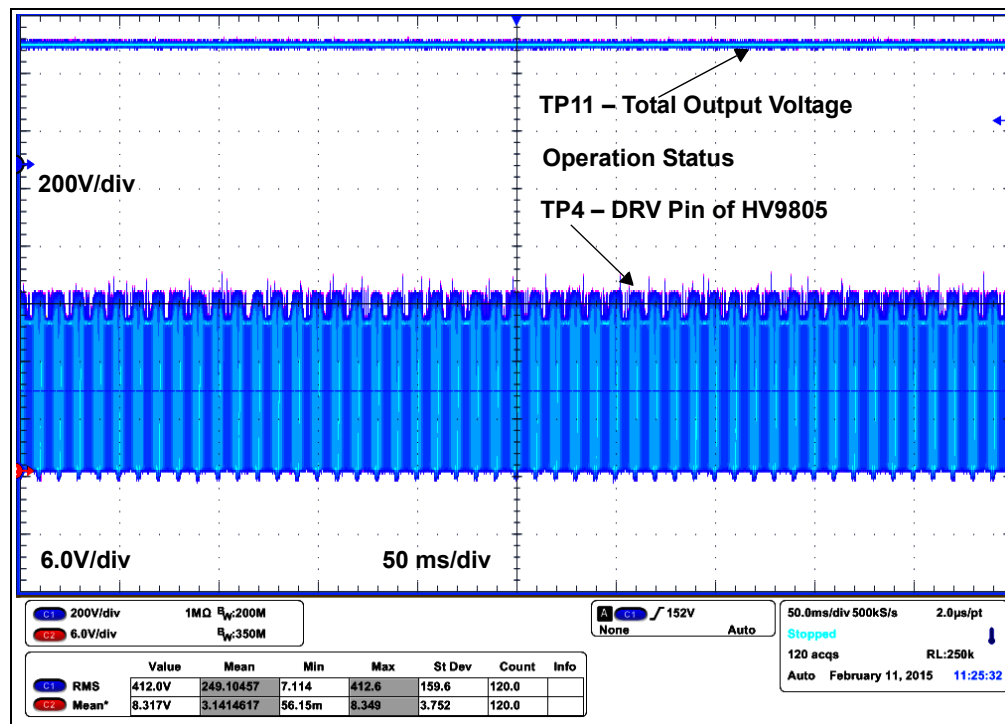 TP11 – Total Output Voltage
Operation Status
200V/div
TP4 – DRV Pin of HV9805
6.0V/div
50 ms/div
C1 200V/div 1MΩ BW:200M
C2 6.0V/div BW:350M
A C1 152V
None Auto
50.0ms/div 500kS/s 2.0µs/pt
Stopped
120 acqs RL:250k
Auto February 11, 2015 11:25:32
Value Mean Min Max St Dev Count Info
C1 RMS 412.0V 249.10457 7.114 412.6 159.6 120.0
C2 Mean* 8.317V 3.1414617 56.15m 8.349 3.752 120.0